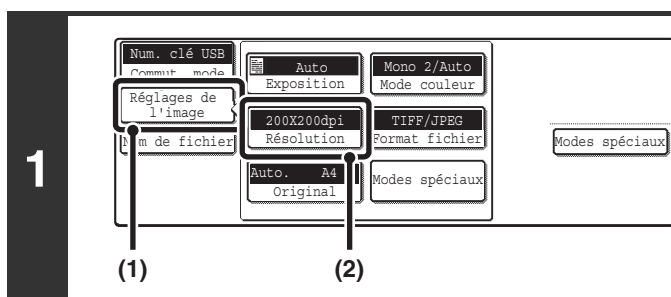 1
Num. clé USB
Commut. mode
Réglages de
l'image
de fichier
Auto
Exposition
Mono 2/Auto
Mode couleur
200X200dpi
Résolution
TIFF/JPEG
Format fichier
Auto. A4
Original
Modes spéciaux
Modes spéciaux
(1)
(2)